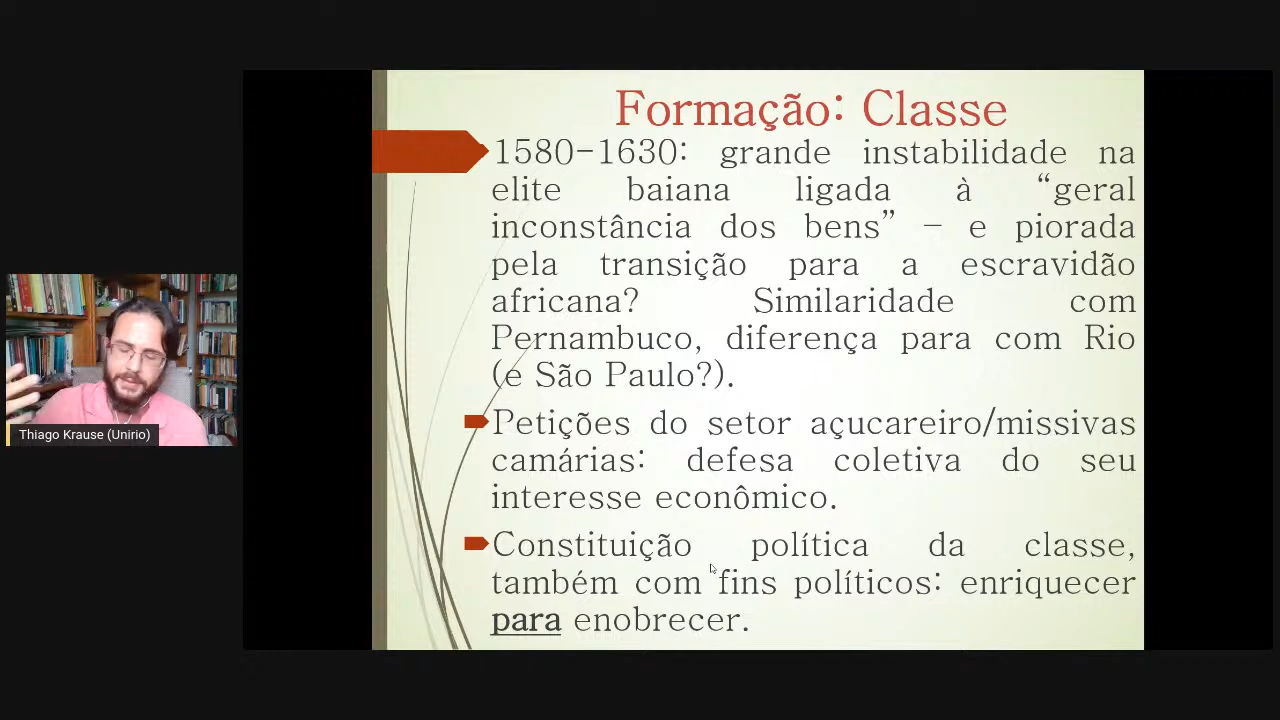 Formação: Classe
1580-1630: grande instabilidade na
elite baiana ligada à “geral
inconstância dos bens” – e piorada
pela transição para a escravidão
africana? Similaridade com
Pernambuco, diferença para com Rio
(e São Paulo?).
Petições do setor açucareiro/missivas
camárias: defesa coletiva do seu
interesse econômico.
Constituição política da classe,
também com fins políticos: enriquecer
para enobrecer.
Thiago Krause (Unirio)